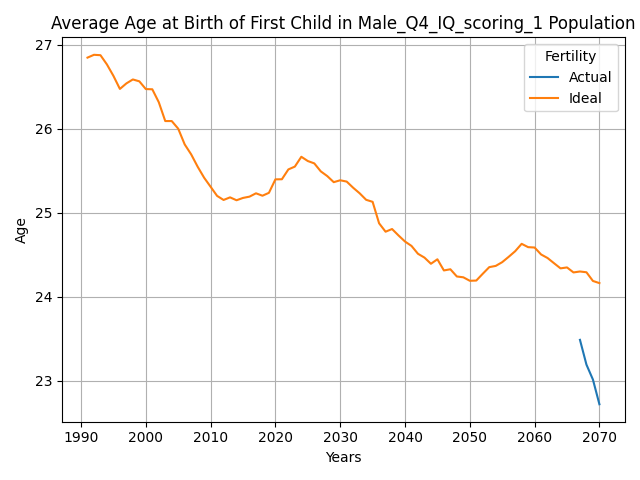 Average Age at Birth of First Child in Male_Q4_IQ_scoring_1 Population
Fertility
Actual
Ideal
27
26
25
24
23
Age
1990 2000 2010 2020 2030 2040 2050 2060 2070
Years